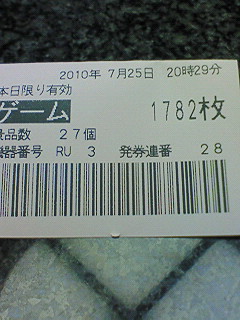 2010年 7月25日 20時29分
本日限り有効
ゲーム 1782枚
景品数 27個
機器番号 RU 3 発券連番 28